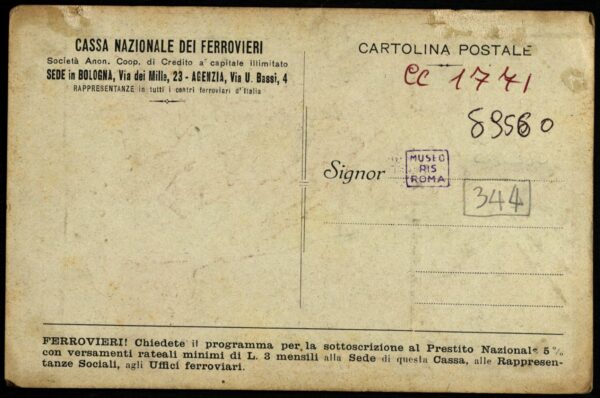 CASSA NAZIONALE DEI FERROVIERI
Società Anon. Coop. di Credito a capitale illimitato
SEDE in BOLOGNA, Via dei Mille, 23 - AGENZIA, Via U. Bassi, 4
RAPPRESENTANZE in tutti i centri ferroviari d'Italia
CARTOLINA POSTALE
CC 1771
89560
Signor
MUSEO
RIS
ROMA
344
FERROVIERI! Chiedete il programma per la sottoscrizione al Prestito Nazionale 5 %
con versamenti rateali minimi di L. 3 mensili alla Sede di questa Cassa, alle Rappresen-
tanze Sociali, agli Uffici ferroviari.